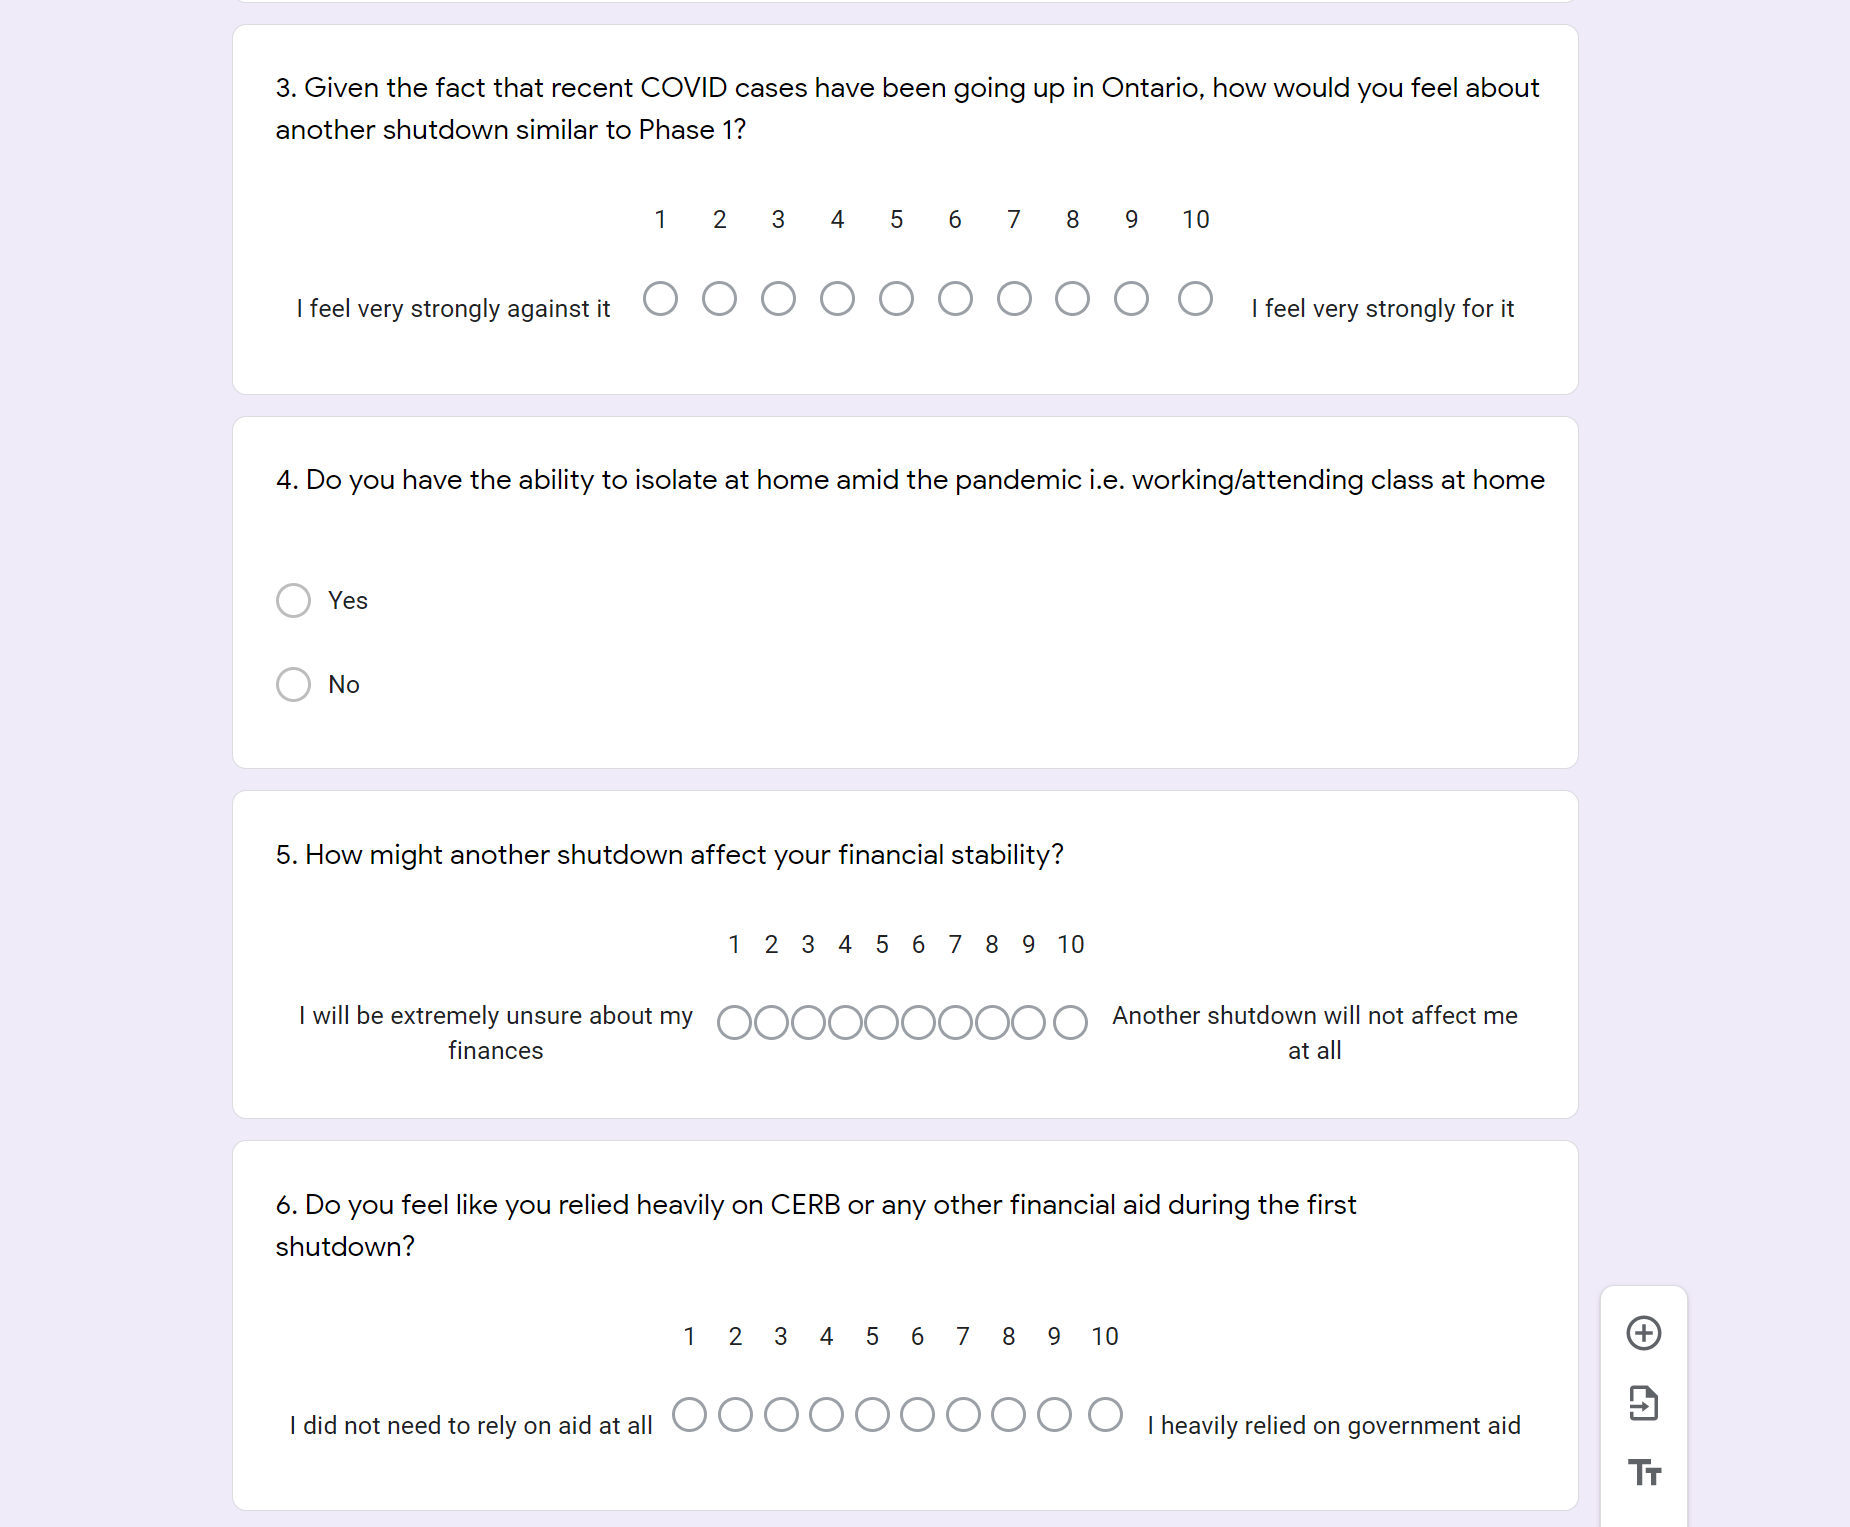 3. Given the fact that recent COVID cases have been going up in Ontario, how would you feel about
another shutdown similar to Phase 1?
1 2 3 4 5 6 7 8 9 10
I feel very strongly against it I feel very strongly for it
4. Do you have the ability to isolate at home amid the pandemic i.e. working/attending class at home
Yes
No
5. How might another shutdown affect your financial stability?
1 2 3 4 5 6 7 8 9 10
I will be extremely unsure about my
finances
Another shutdown will not affect me
at all
6. Do you feel like you relied heavily on CERB or any other financial aid during the first
shutdown?
1 2 3 4 5 6 7 8 9 10
I did not need to rely on aid at all I heavily relied on government aid
TT